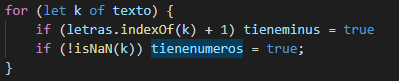 for (let k of texto) {
    if (letras.indexOf(k) + 1) tieneminus = true
    if (!isNaN(k)) tienenumeros = true;
}